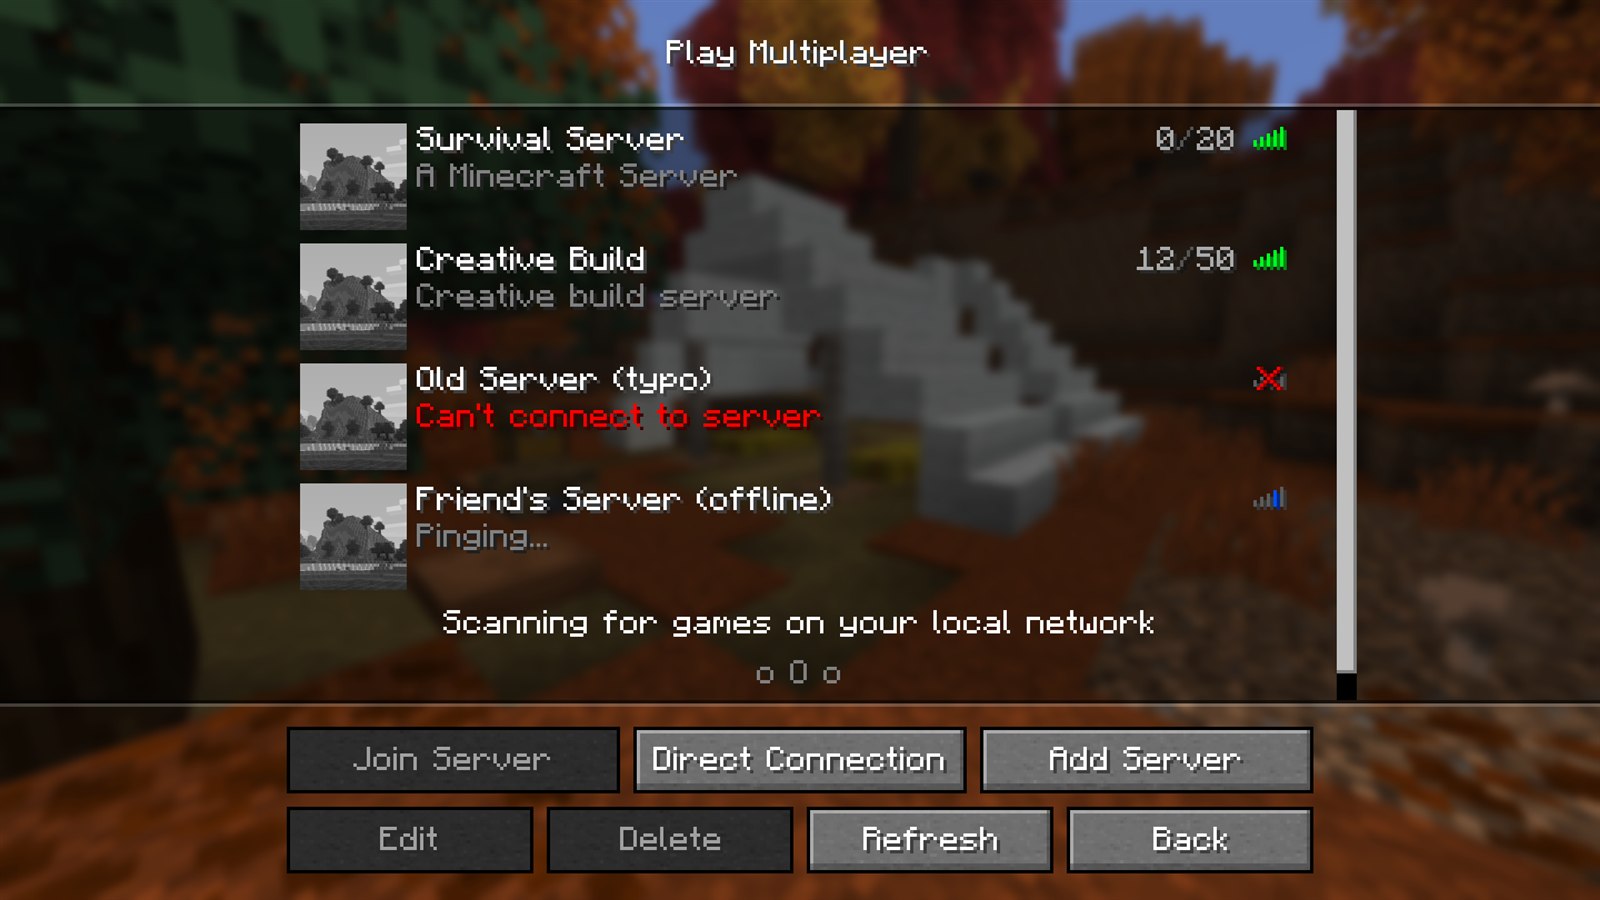 Play Multiplayer
Survival Server
0/20
A Minecraft Server
Creative Build
12/50
Creative build server
Old Server (typo)
Can't connect to server
Friend's Server (offline)
Pinging...
Scanning for games on your local network
o O o
Join Server
Direct Connection
Add Server
Edit
Delete
Refresh
Back